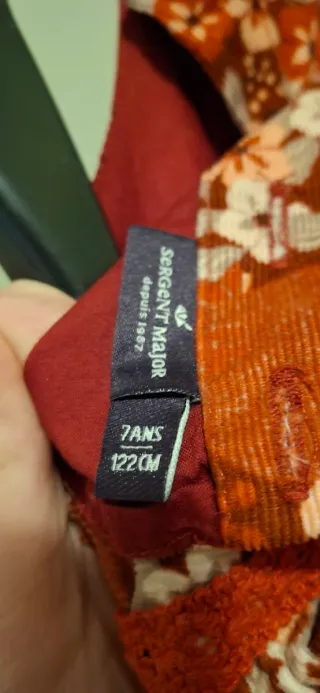 SeRGeNT MaJoR
depuis 1987
7ANS
122CM